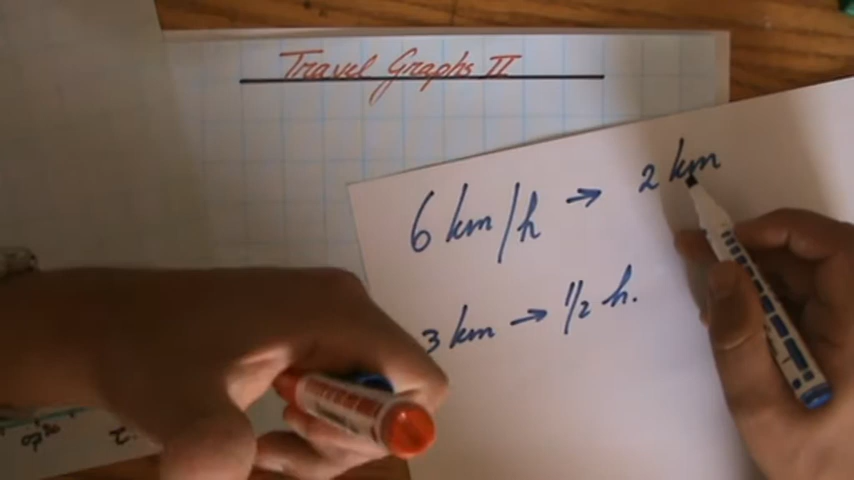 Travel Graphs II
6 km/h → 2 km
3 km → 1/2 h.